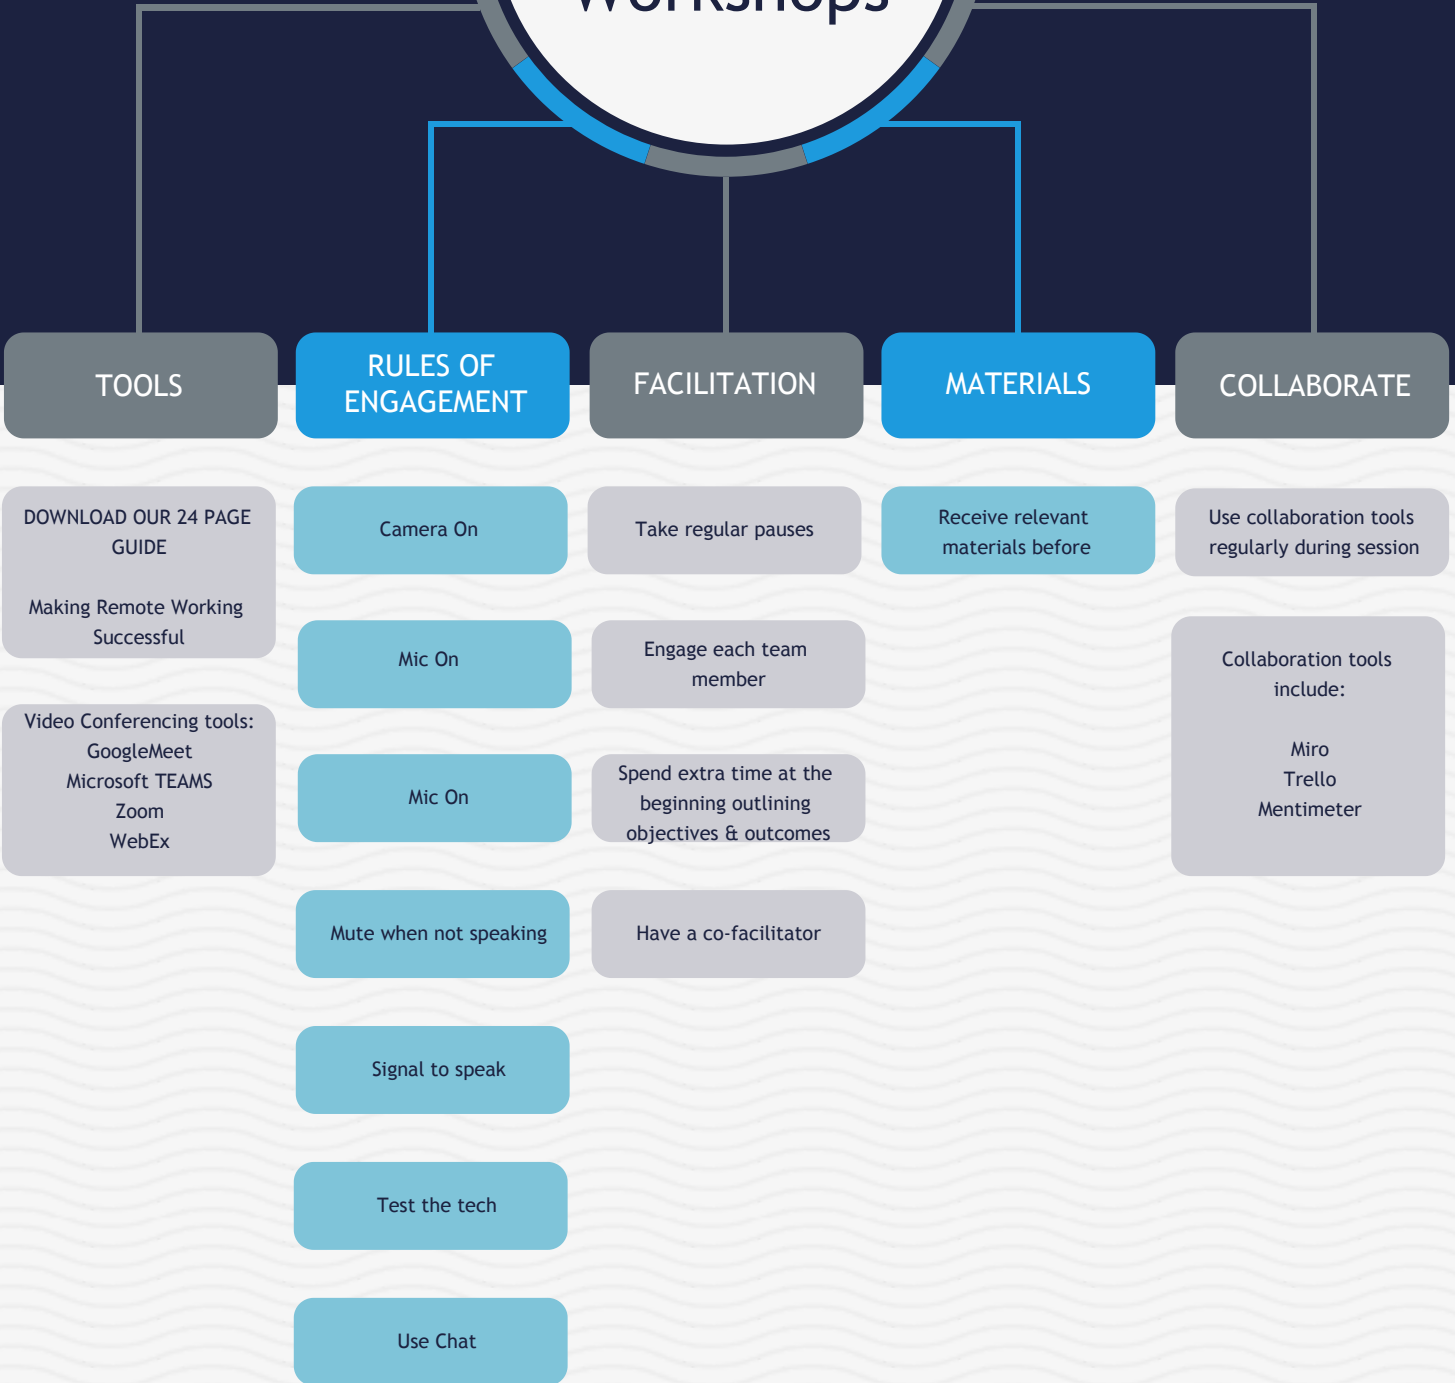 Workshops
TOOLS
RULES OF
ENGAGEMENT
FACILITATION
MATERIALS
COLLABORATE
DOWNLOAD OUR 24 PAGE
GUIDE
Making Remote Working
Successful
Video Conferencing tools:
GoogleMeet
Microsoft TEAMS
Zoom
WebEx
Camera On
Mic On
Mic On
Mute when not speaking
Signal to speak
Test the tech
Use Chat
Take regular pauses
Engage each team
member
Spend extra time at the
beginning outlining
objectives & outcomes
Have a co-facilitator
Receive relevant
materials before
Use collaboration tools
regularly during session
Collaboration tools
include:
Miro
Trello
Mentimeter